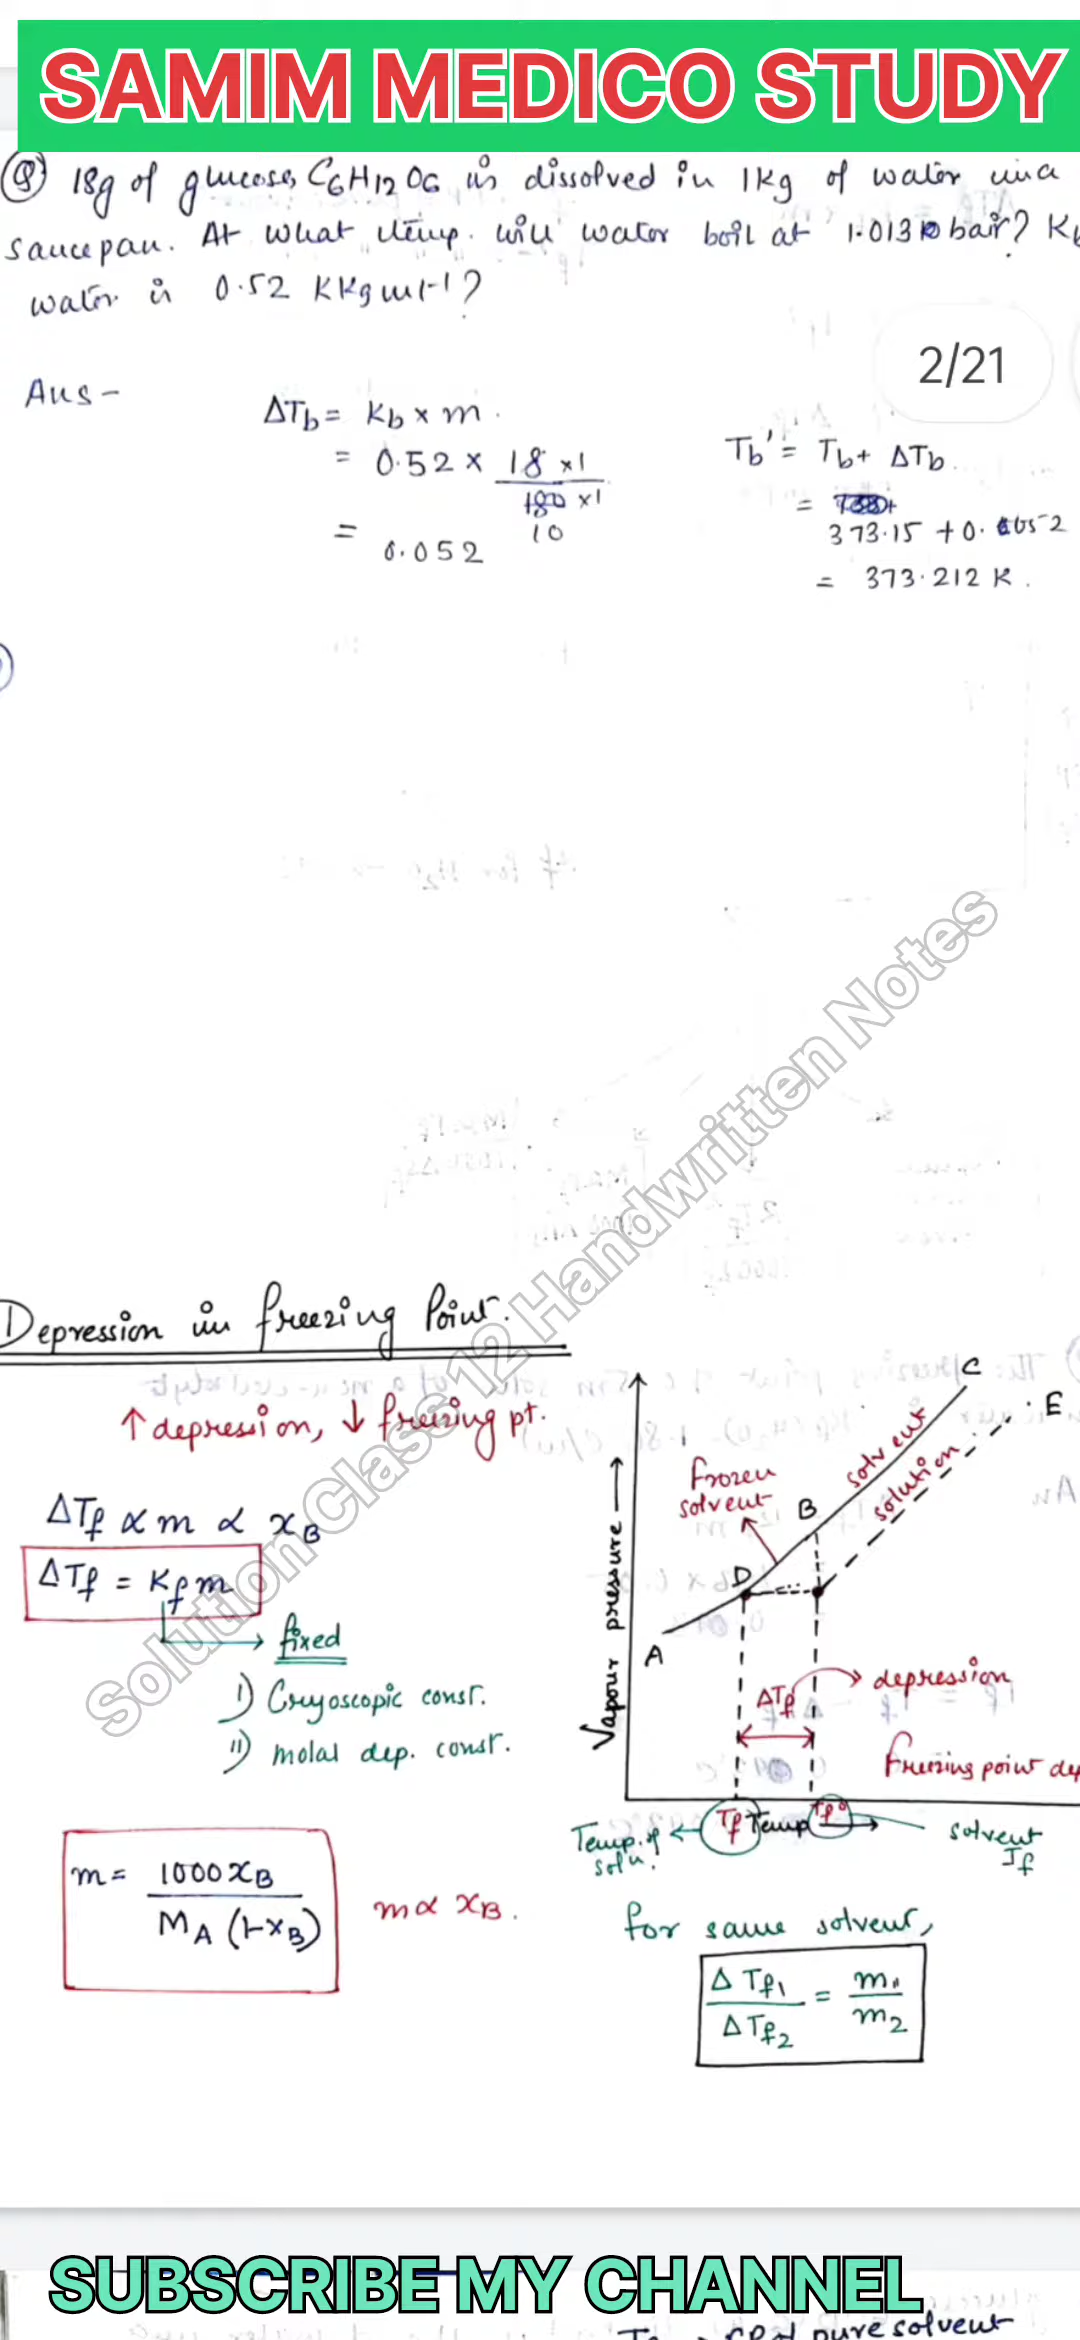 SAMIM MEDICO STUDY
Q) 18g of glucose, C6H12O6 is dissolved in 1kg of water in a
saucepan. At what temp. will water boil at 1.013 bar? Kb
water is 0.52 K Kg mol-1?
2/21
Ans -
ΔTb = Kb × m.
= 0.52 × 18 ×1 / 180 ×1
10
= 0.052
Tb' = Tb + ΔTb
=
373.15 + 0.052
= 373.212 K.
Depression in freezing Point.
↑ depression, ↓ freezing pt.
ΔTf ∝ m ∝ xB
ΔTf = Kf m
→ fixed
i) Cryoscopic const.
ii) molal dep. const.
m = 1000 xB / MA (1-xB)
m ∝ xB.
Vapour pressure →
Frozen
solvent
A
D
B
C
E
solvent
solution
ΔTf → depression
Freezing point dep
Temp. of
solu.
Tf
Temp
Tf°
solvent
Tf
for same solvent,
ΔTf1 / ΔTf2 = m1 / m2
Solution Class 12 Handwritten Notes
SUBSCRIBE MY CHANNEL
of pure solvent